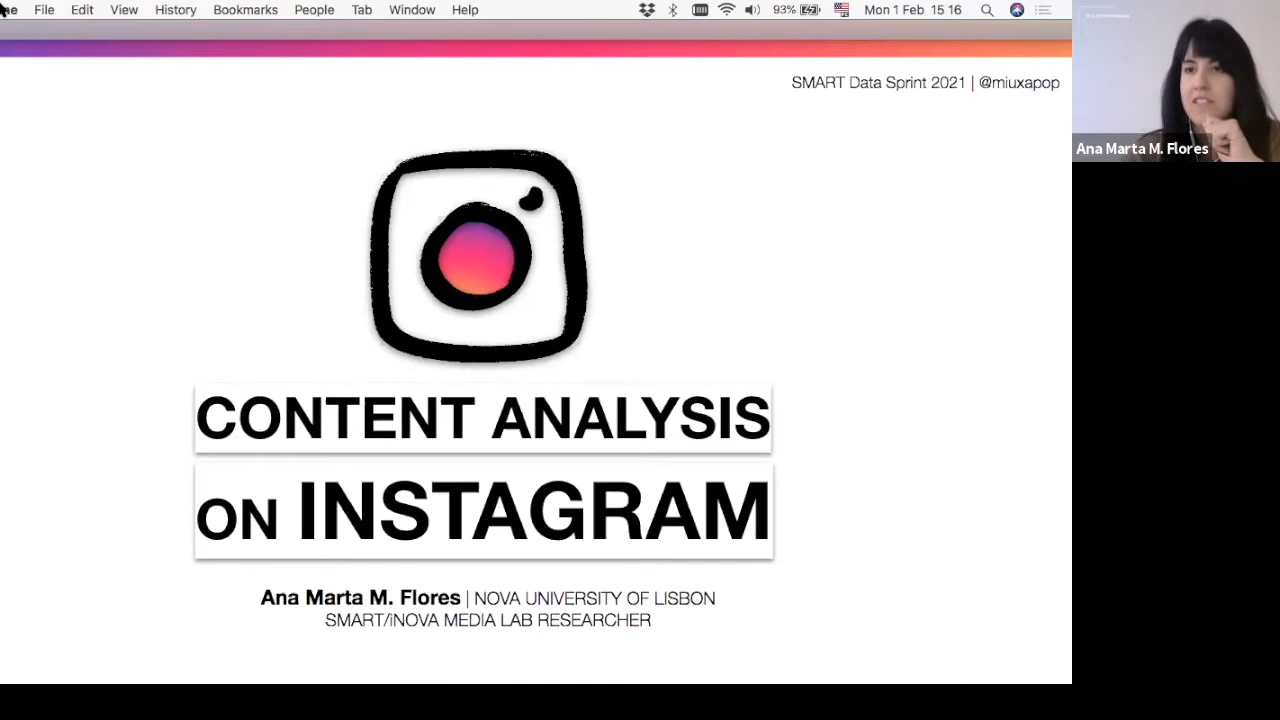 File Edit View History Bookmarks People Tab Window Help 93% Mon 1 Feb 15 16
SMART Data Sprint 2021 | @miuxapop
Ana Marta M. Flores
CONTENT ANALYSIS
ON INSTAGRAM
Ana Marta M. Flores | NOVA UNIVERSITY OF LISBON
SMART/iNOVA MEDIA LAB RESEARCHER